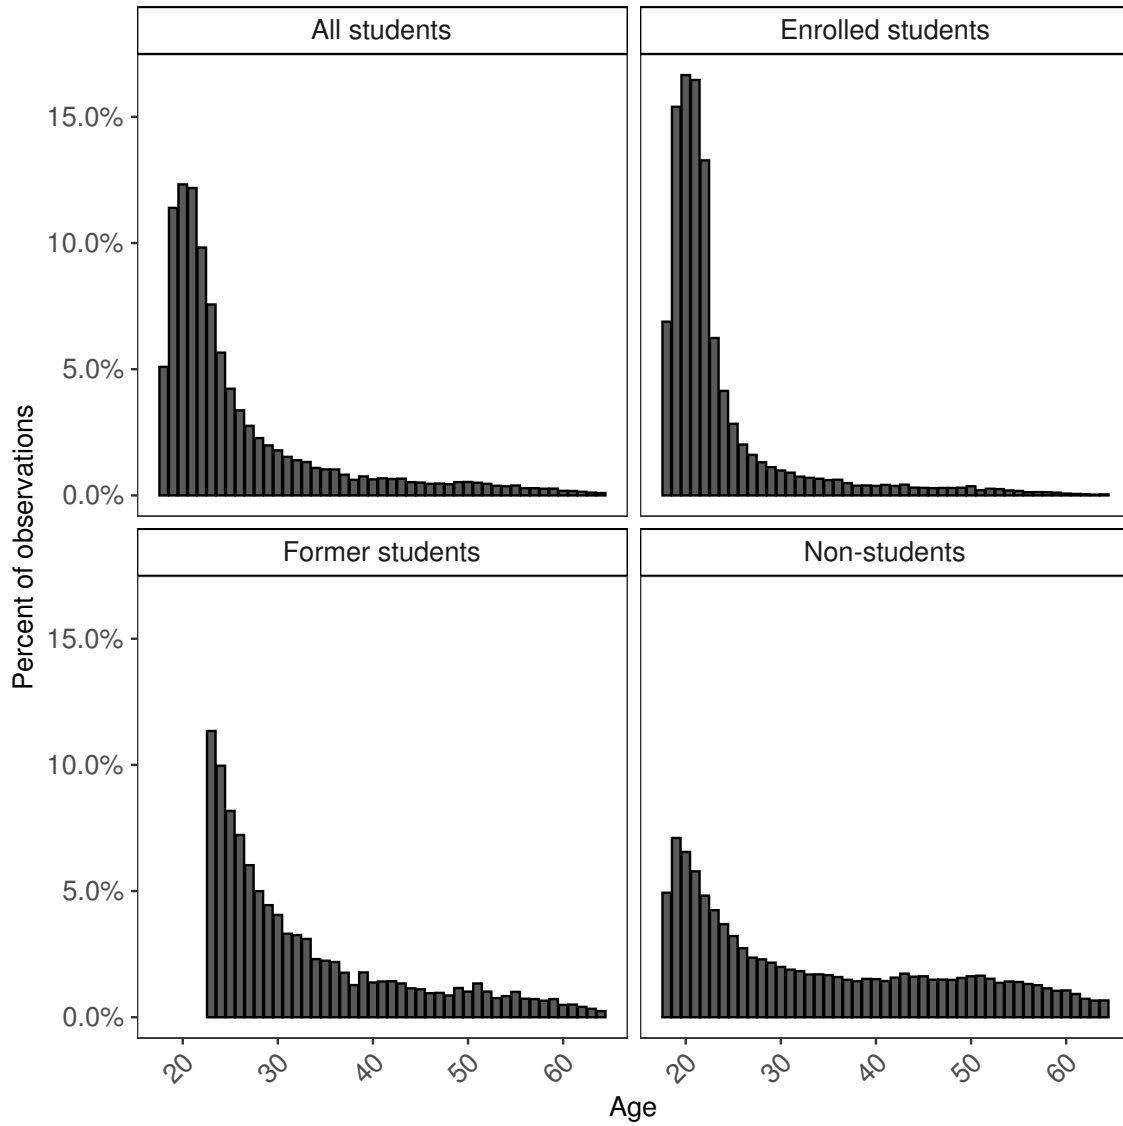 All students
Enrolled students
15.0%
10.0%
5.0%
0.0%
Former students
Non-students
15.0%
10.0%
5.0%
0.0%
20 30 40 50 60
20 30 40 50 60
Age
Percent of observations